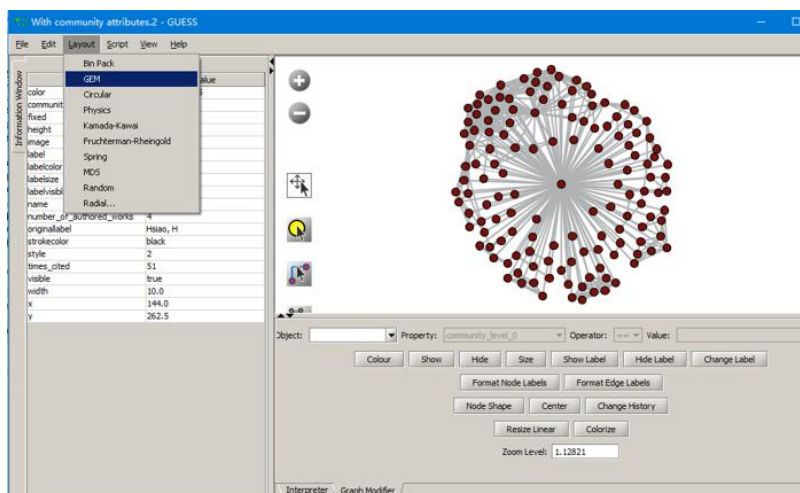 With community attributes.2 - GUESS
File Edit Layout Script View Help
Information Window
Bin Pack
GEM
Circular
Physics
Kamada-Kawai
Fruchterman-Rheingold
Spring
MDS
Random
Radial...
alue
color
communit
fixed
height
image
label
labelcolor
labelsize
labelvisibl
name
number_of_authored_works 4
originallabel Hsiao, H
strokecolor black
style 2
times_cited 51
visible true
width 10.0
x 144.0
y 262.5
Object: Property: community_level_0 Operator: == Value:
Colour Show Hide Size Show Label Hide Label Change Label
Format Node Labels Format Edge Labels
Node Shape Center Change History
Resize Linear Colorize
Zoom Level: 1.12821
Interpreter Graph Modifier